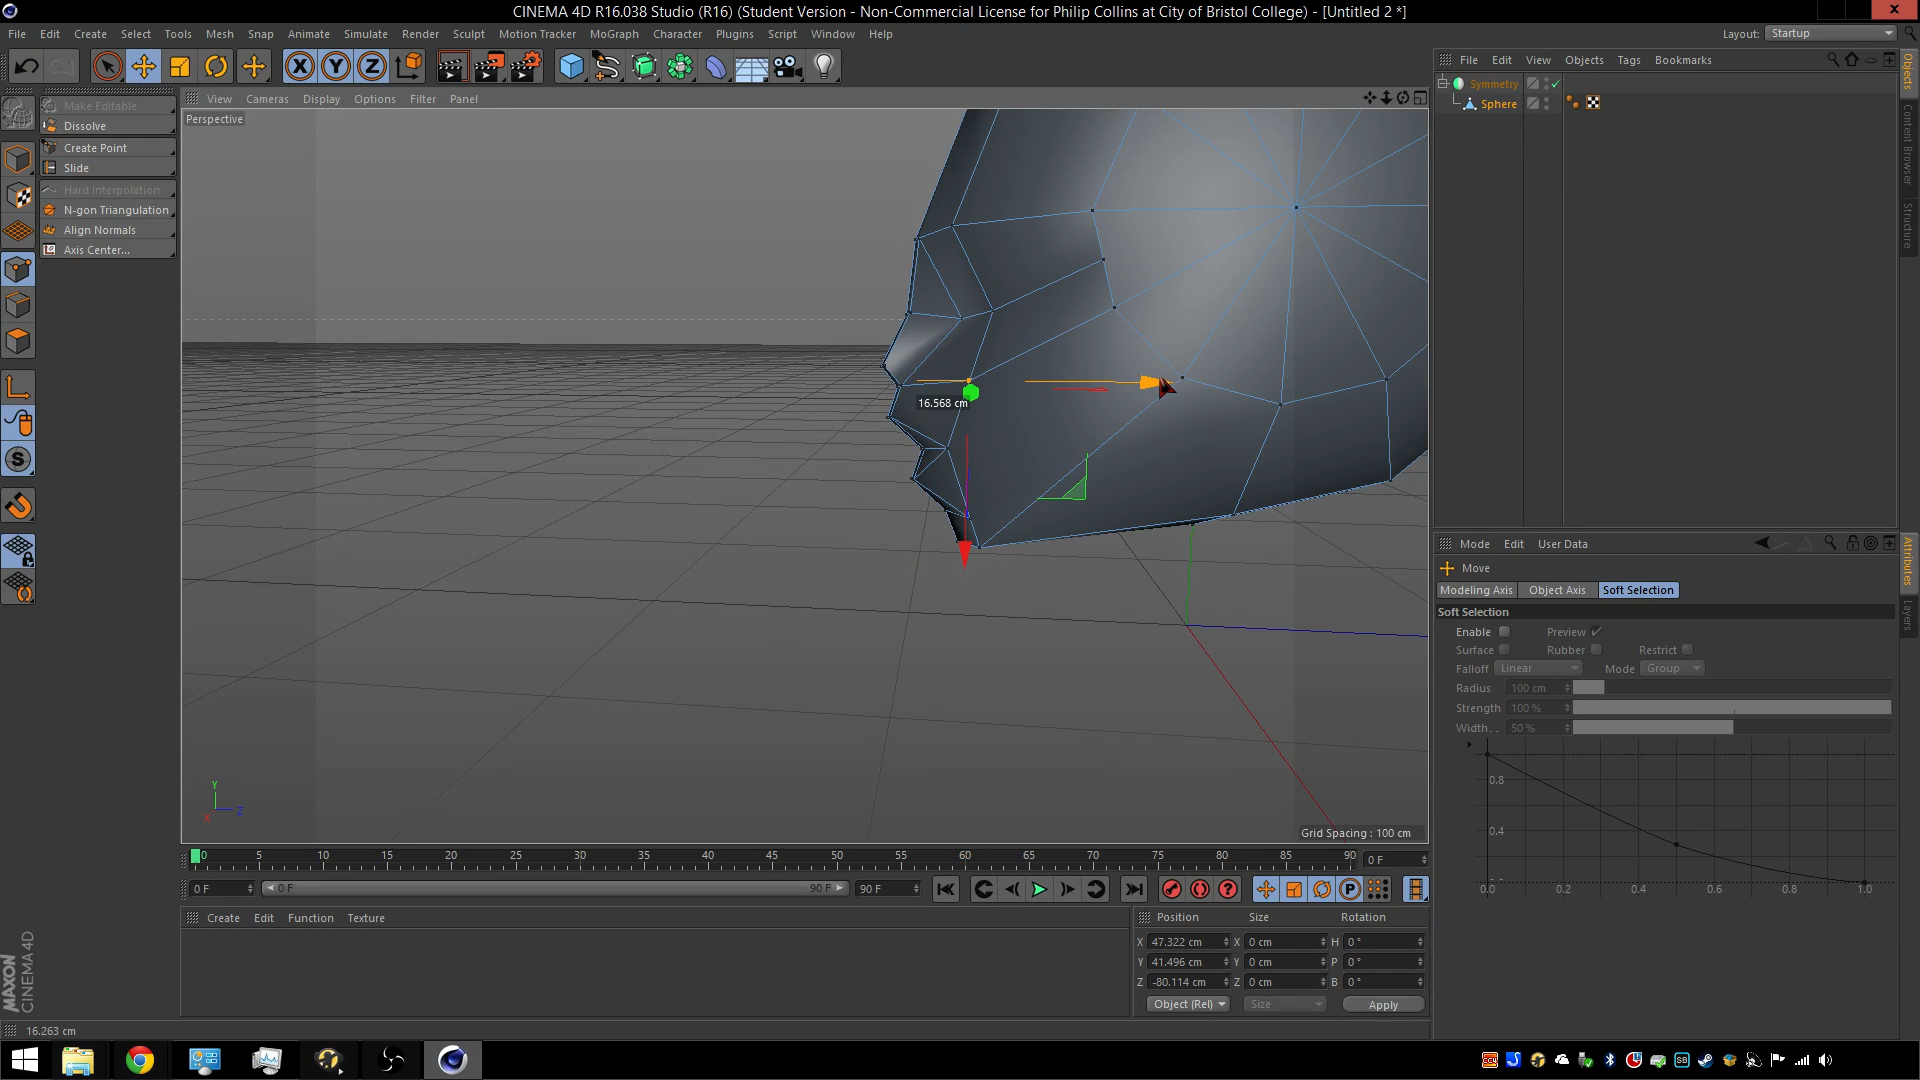 CINEMA 4D R16.038 Studio (R16) (Student Version - Non-Commercial License for Philip Collins at City of Bristol College) - [Untitled 2 *]
File Edit Create Select Tools Mesh Snap Animate Simulate Render Sculpt Motion Tracker MoGraph Character Plugins Script Window Help
Layout: Startup
File Edit View Objects Tags Bookmarks
Make Editable
Dissolve
Create Point
Slide
Hard Interpolation
N-gon Triangulation
Align Normals
Axis Center...
View Cameras Display Options Filter Panel
Perspective
Symmetry
Sphere
Objects
Content Browser
Structure
16.568 cm
Y
Z
X
Grid Spacing : 100 cm
Mode Edit User Data
Move
Modeling Axis Object Axis Soft Selection
Soft Selection
Enable Preview
Surface Rubber Restrict
Falloff Linear Mode Group
Radius 100 cm
Strength 100 %
Width.. 50 %
0.8
0.4
0.0 0.2 0.4 0.6 0.8 1.0
Attributes
Layers
0 5 10 15 20 25 30 35 40 45 50 55 60 65 70 75 80 85 90 0 F
0 F 0 F 90 F 90 F
Create Edit Function Texture
Position Size Rotation
X 47.322 cm X 0 cm H 0 °
Y 41.496 cm Y 0 cm P 0 °
Z -80.114 cm Z 0 cm B 0 °
Object (Rel) Size Apply
MAXON
CINEMA 4D
16.263 cm